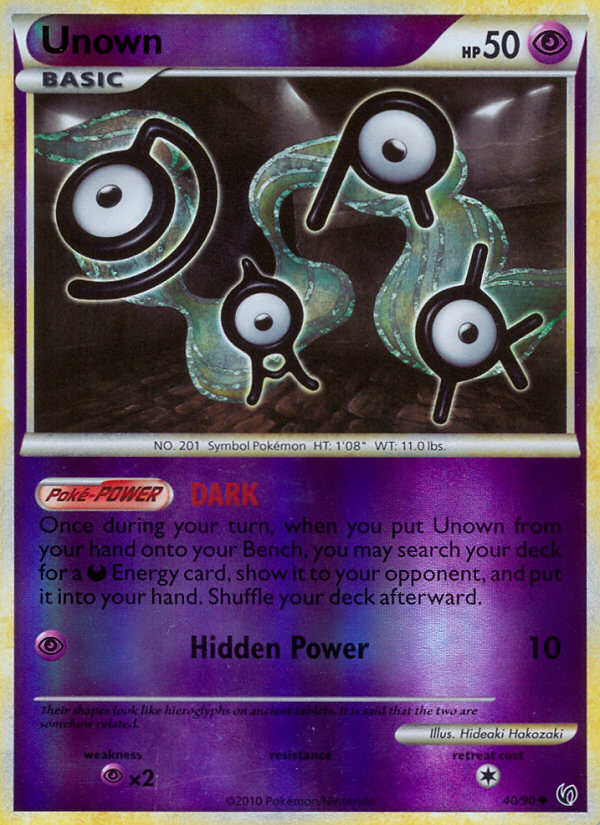 Unown
HP 50
BASIC
NO. 201 Symbol Pokémon HT: 1'08" WT: 11.0 lbs.
Poké-POWER DARK
Once during your turn, when you put Unown from
your hand onto your Bench, you may search your deck
for a Energy card, show it to your opponent, and put
it into your hand. Shuffle your deck afterward.
Hidden Power 10
Their shapes look like hieroglyphs on ancient tablets. It is said that the two are
somehow related.
Illus. Hideaki Hakozaki
weakness resistance retreat cost
×2
©2010 Pokémon/Nintendo 40/90